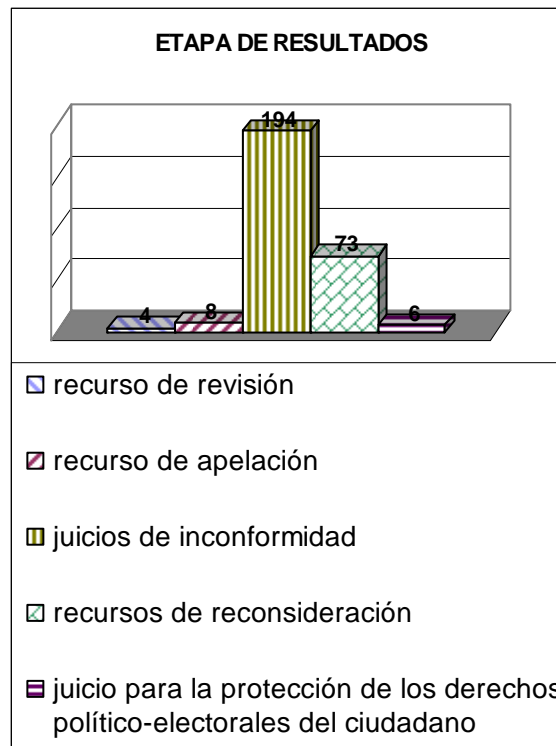 ETAPA DE RESULTADOS
194
73
4
8
6
recurso de revisión
recurso de apelación
juicios de inconformidad
recursos de reconsideración
juicio para la protección de los derechos
político-electorales del ciudadano